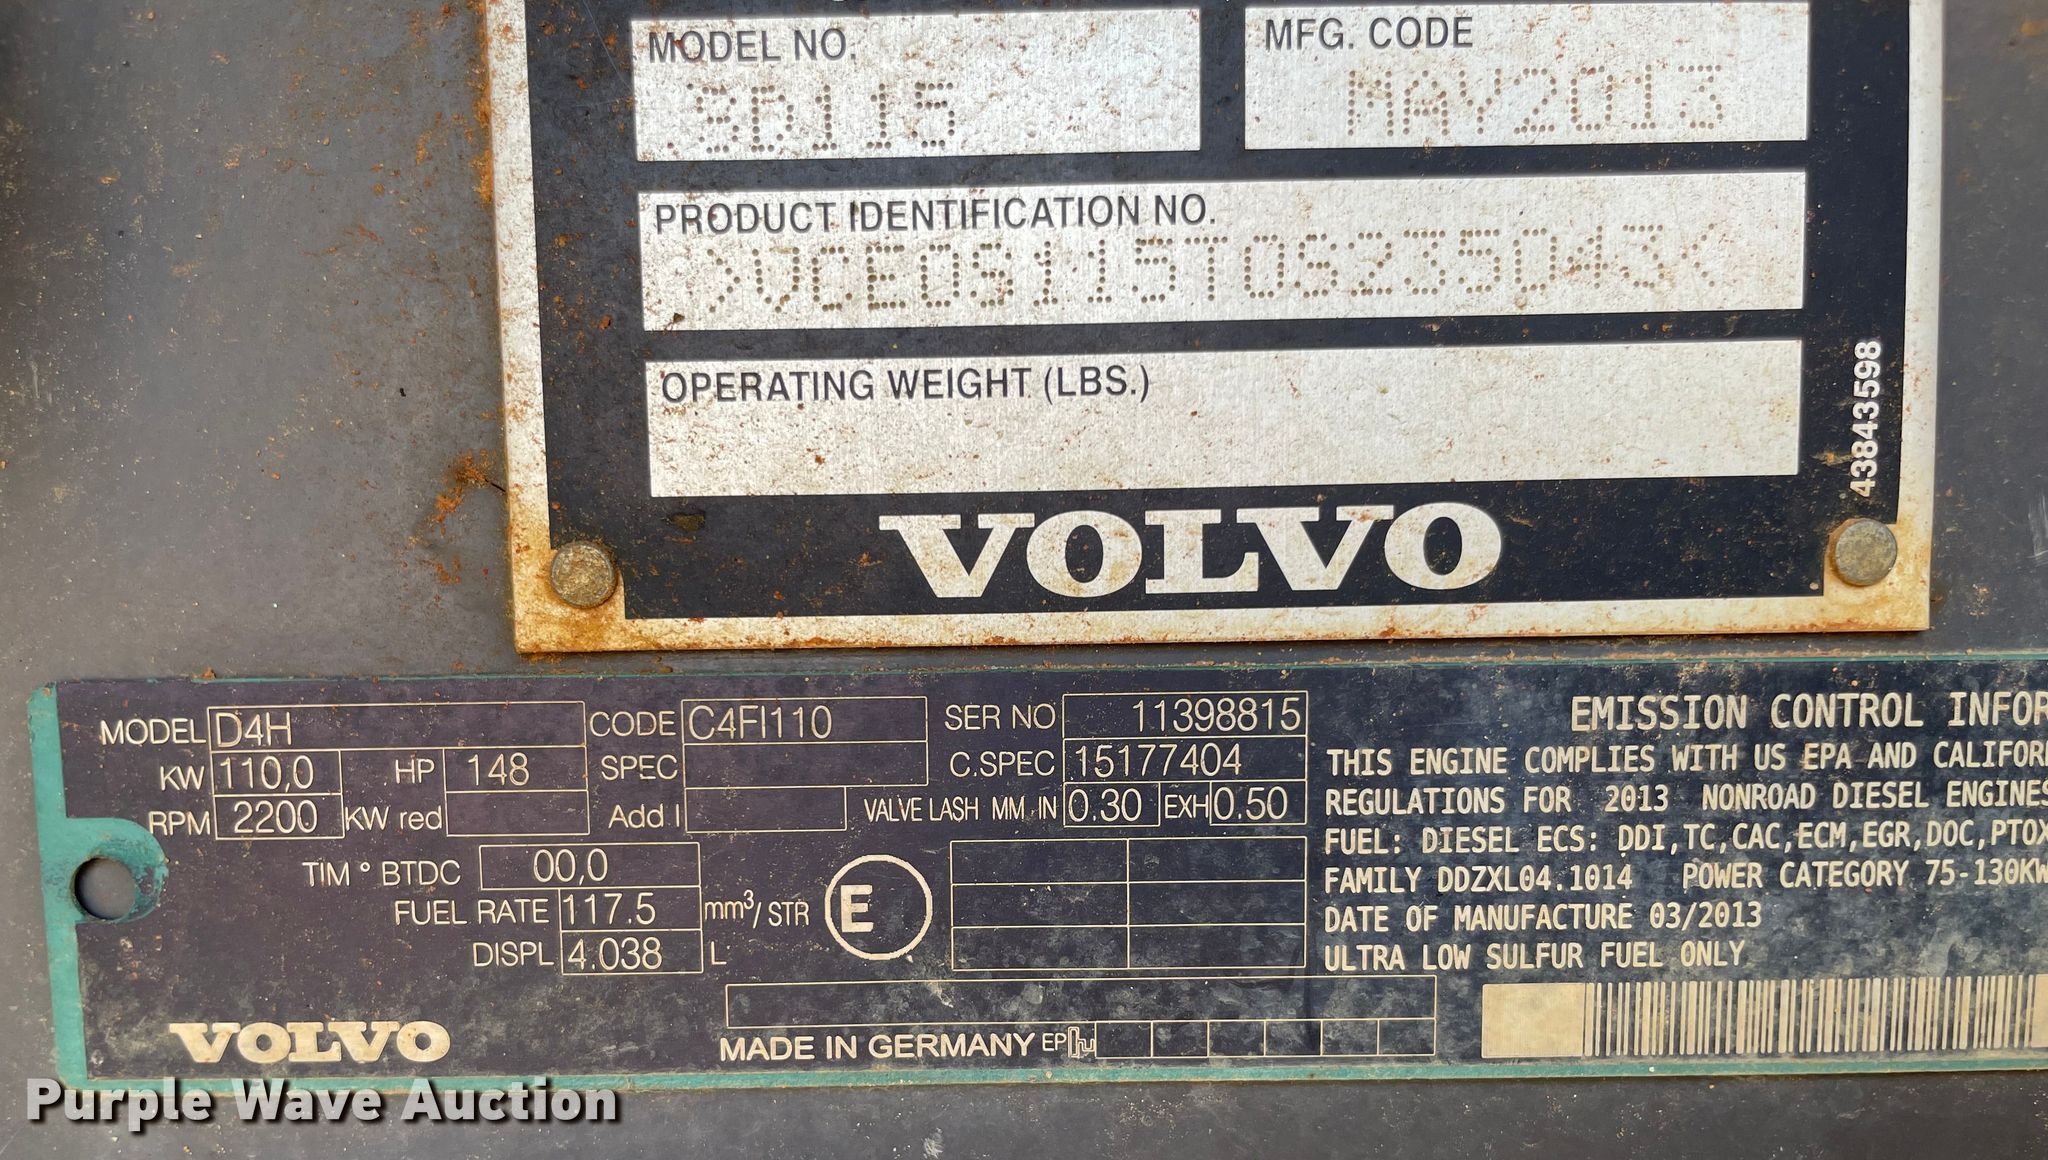 MODEL NO.
SD115
MFG. CODE
MAY2013
PRODUCT IDENTIFICATION NO.
>VCE0S115T0S235043<
OPERATING WEIGHT (LBS.)
43843598
VOLVO
MODEL D4H CODE C4FI110 SER NO 11398815
KW 110,0 HP 148 SPEC C.SPEC 15177404
RPM 2200 KW red Add I VALVE LASH MM IN 0.30 EXH 0.50
TIM ° BTDC 00,0
FUEL RATE 117.5 mm³/STR
DISPL 4.038 L
E
VOLVO
MADE IN GERMANY EP
EMISSION CONTROL INFOR
THIS ENGINE COMPLIES WITH US EPA AND CALIFOR
REGULATIONS FOR 2013 NONROAD DIESEL ENGINES
FUEL: DIESEL ECS: DDI,TC,CAC,ECM,EGR,DOC,PTOX
FAMILY DDZXL04.1014 POWER CATEGORY 75-130KW
DATE OF MANUFACTURE 03/2013
ULTRA LOW SULFUR FUEL ONLY
Purple Wave Auction